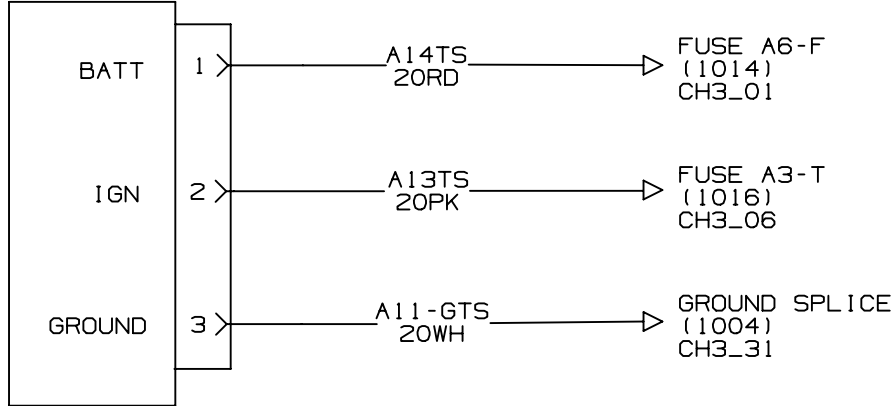 BATT 1 A14TS FUSE A6-F
20RD (1014)
CH3_01
IGN 2 A13TS FUSE A3-T
20PK (1016)
CH3_06
GROUND 3 A11-GTS GROUND SPLICE
20WH (1004)
CH3_31